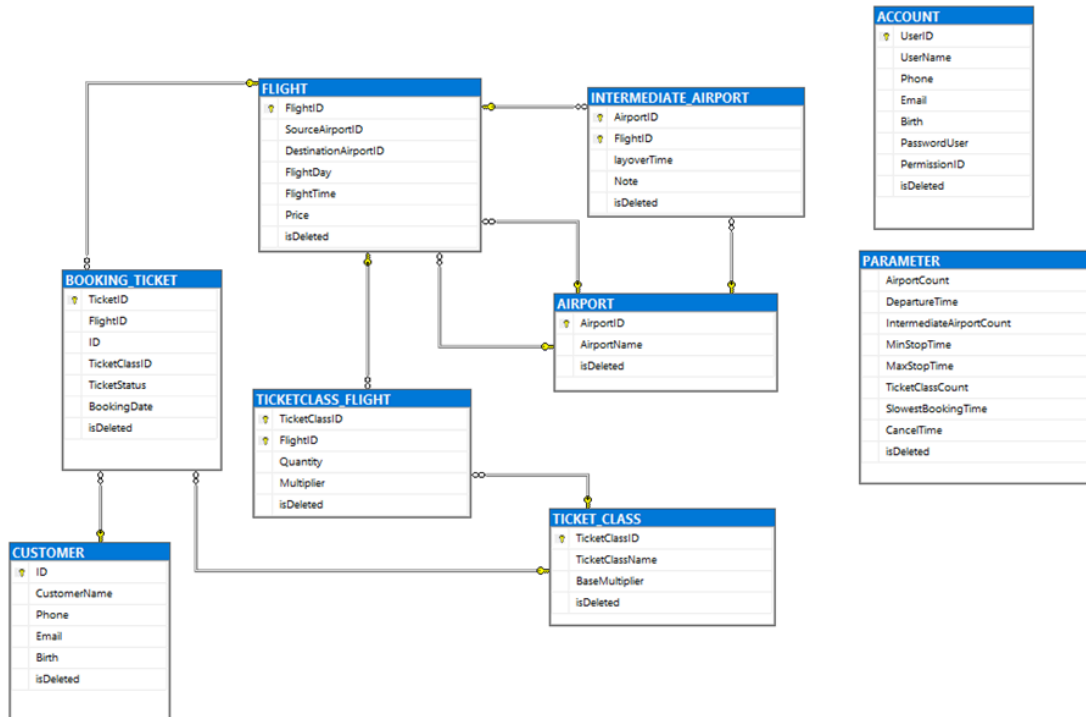 ACCOUNT
UserID
UserName
Phone
Email
Birth
PasswordUser
PermissionID
isDeleted
FLIGHT
FlightID
SourceAirportID
DestinationAirportID
FlightDay
FlightTime
Price
isDeleted
INTERMEDIATE_AIRPORT
AirportID
FlightID
layoverTime
Note
isDeleted
PARAMETER
AirportCount
DepartureTime
IntermediateAirportCount
MinStopTime
MaxStopTime
TicketClassCount
SlowestBookingTime
CancelTime
isDeleted
BOOKING_TICKET
TicketID
FlightID
ID
TicketClassID
TicketStatus
BookingDate
isDeleted
AIRPORT
AirportID
AirportName
isDeleted
TICKETCLASS_FLIGHT
TicketClassID
FlightID
Quantity
Multiplier
isDeleted
TICKET_CLASS
TicketClassID
TicketClassName
BaseMultiplier
isDeleted
CUSTOMER
ID
CustomerName
Phone
Email
Birth
isDeleted